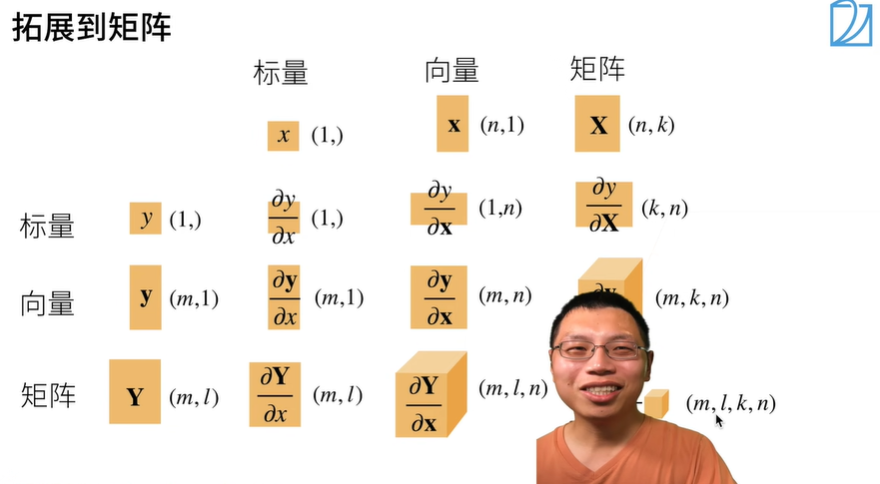 拓展到矩阵
标量 向量 矩阵
x (1,) x (n,1) X (n, k)
标量 y (1,) ∂y/∂x (1,) ∂y/∂x (1,n) ∂y/∂X (k, n)
向量 y (m,1) ∂y/∂x (m,1) ∂y/∂x (m, n) (m, k, n)
矩阵 Y (m, l) ∂Y/∂x (m, l) ∂Y/∂x (m, l, n) (m, l, k, n)